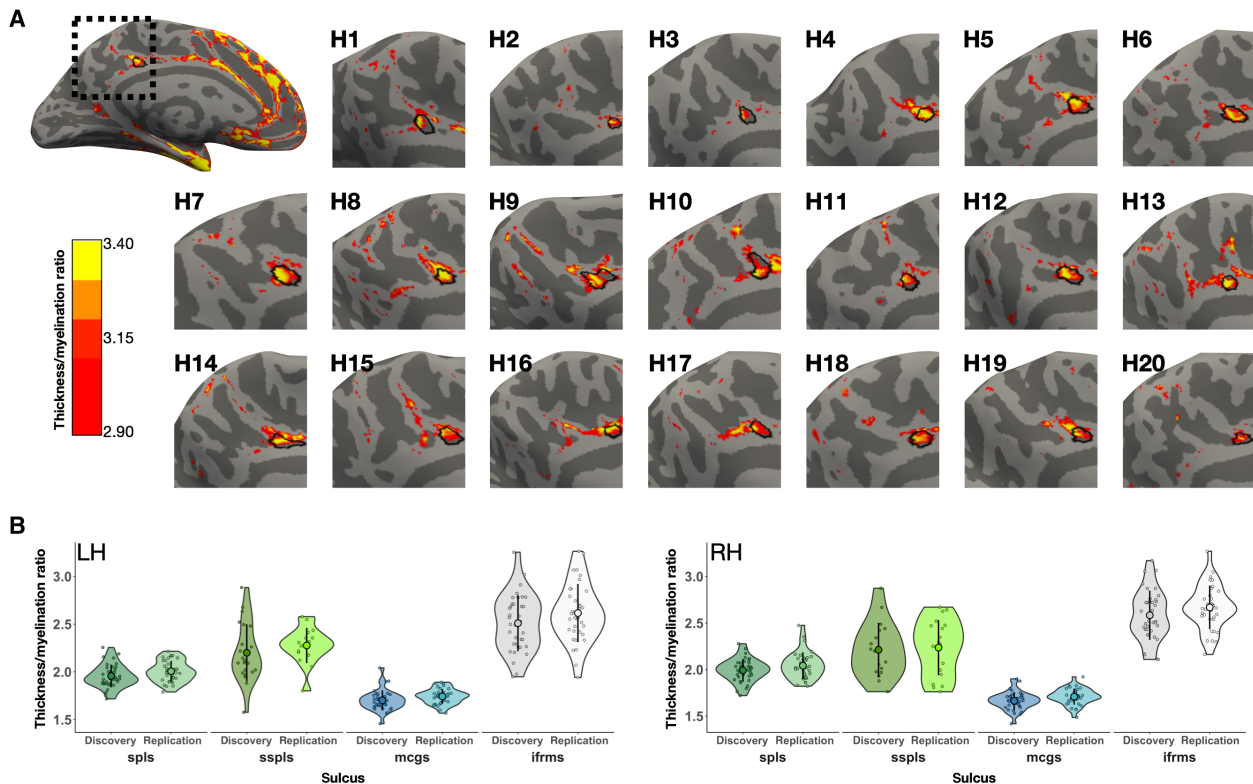 A
H1 H2 H3 H4 H5 H6
H7 H8 H9 H10 H11 H12 H13
Thickness/myelination ratio
3.40
3.15
2.90
H14 H15 H16 H17 H18 H19 H20
B
LH
Thickness/myelination ratio
3.0
2.5
2.0
1.5
Discovery Replication Discovery Replication Discovery Replication Discovery Replication
spls sspls mcgs ifrms
Sulcus
RH
Thickness/myelination ratio
3.0
2.5
2.0
1.5
Discovery Replication Discovery Replication Discovery Replication Discovery Replication
spls sspls mcgs ifrms
Sulcus